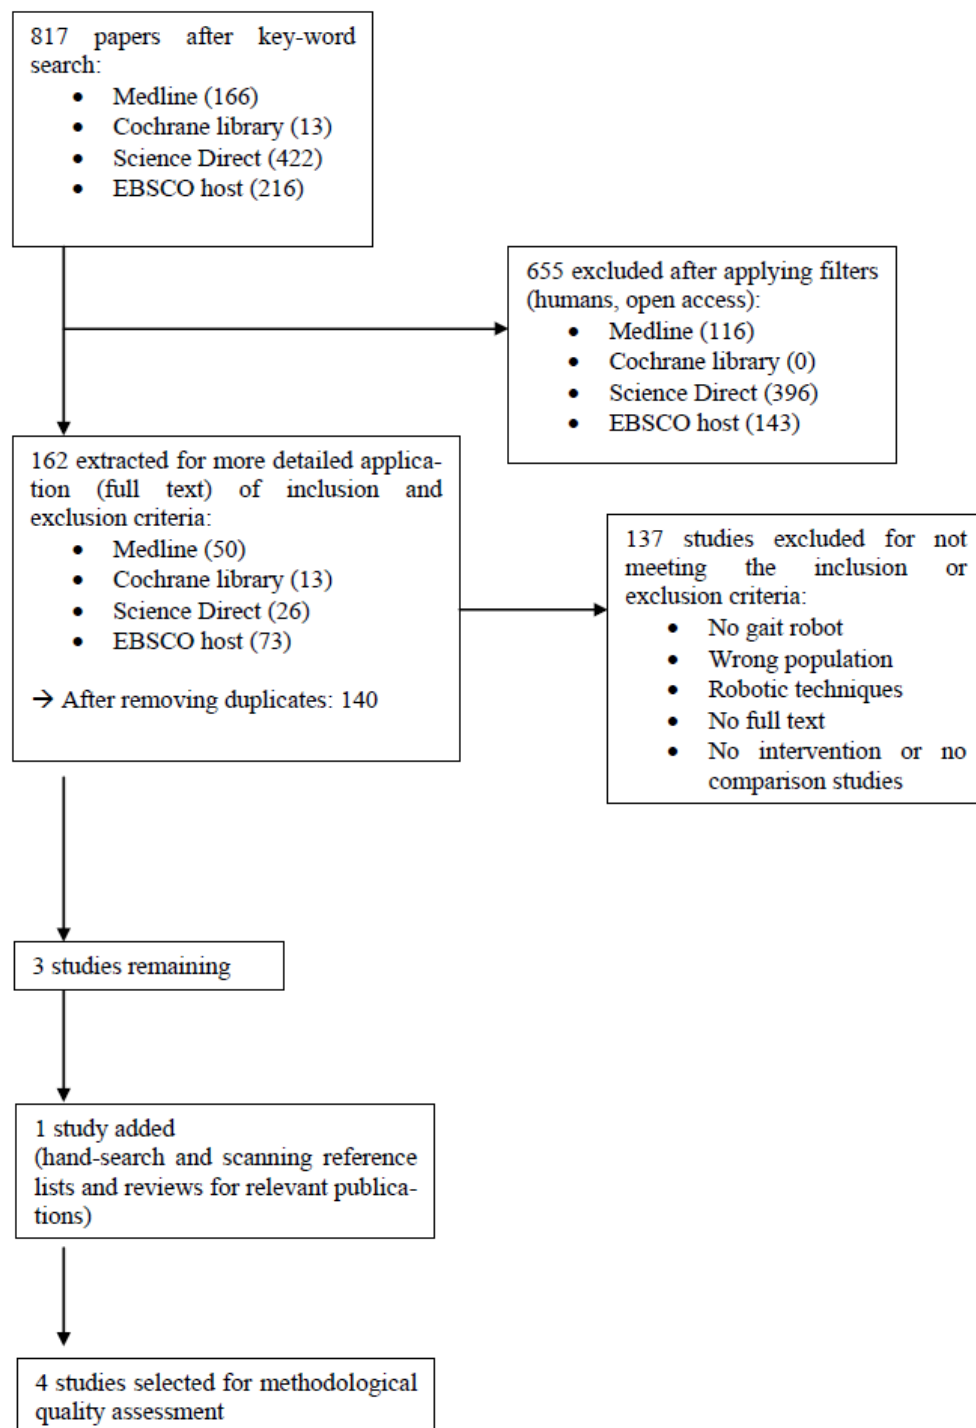 817 papers after key-word
search:
• Medline (166)
• Cochrane library (13)
• Science Direct (422)
• EBSCO host (216)
655 excluded after applying filters
(humans, open access):
• Medline (116)
• Cochrane library (0)
• Science Direct (396)
• EBSCO host (143)
162 extracted for more detailed applica-
tion (full text) of inclusion and
exclusion criteria:
• Medline (50)
• Cochrane library (13)
• Science Direct (26)
• EBSCO host (73)
→ After removing duplicates: 140
137 studies excluded for not
meeting the inclusion or
exclusion criteria:
• No gait robot
• Wrong population
• Robotic techniques
• No full text
• No intervention or no
comparison studies
3 studies remaining
1 study added
(hand-search and scanning reference
lists and reviews for relevant publica-
tions)
4 studies selected for methodological
quality assessment